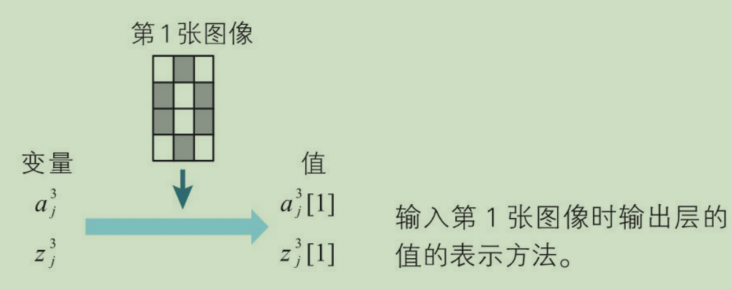 第1张图像
变量 值
a_j^3 a_j^3[1]
z_j^3 z_j^3[1]
输入第 1 张图像时输出层的
值的表示方法。